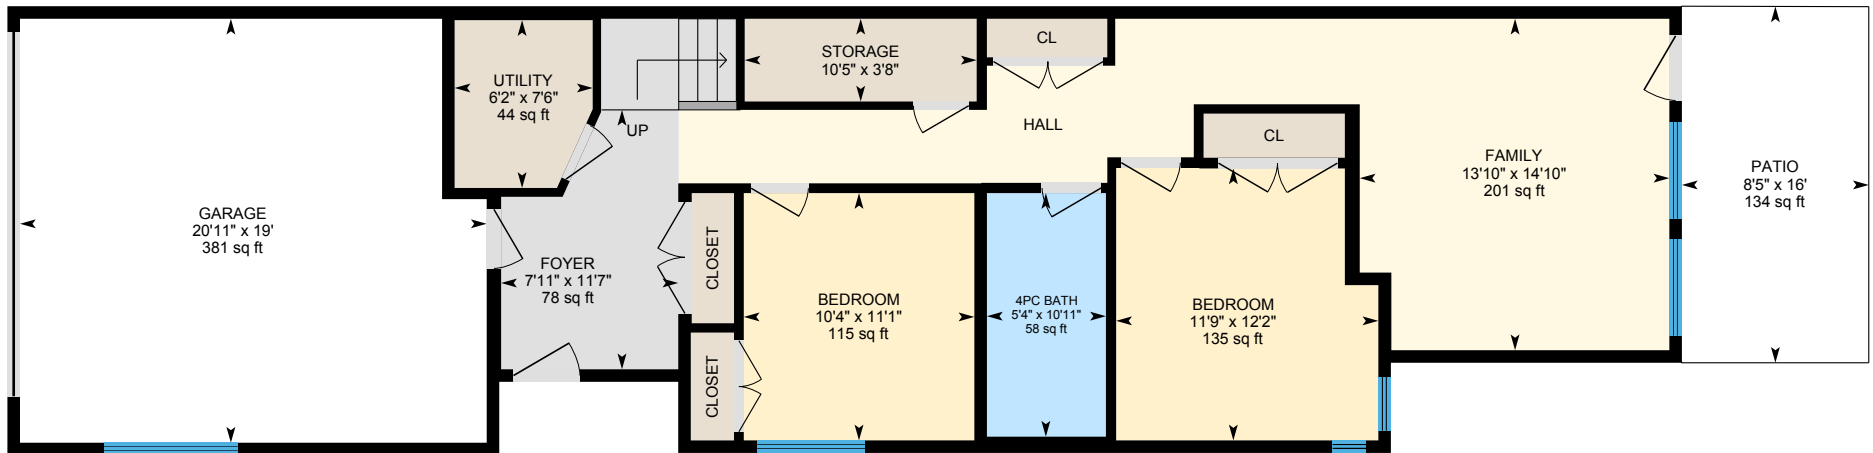 GARAGE
20'11" x 19'
381 sq ft
UTILITY
6'2" x 7'6"
44 sq ft
UP
FOYER
7'11" x 11'7"
78 sq ft
CLOSET
CLOSET
STORAGE
10'5" x 3'8"
BEDROOM
10'4" x 11'1"
115 sq ft
CL
HALL
4PC BATH
5'4" x 10'11"
58 sq ft
CL
BEDROOM
11'9" x 12'2"
135 sq ft
FAMILY
13'10" x 14'10"
201 sq ft
PATIO
8'5" x 16'
134 sq ft